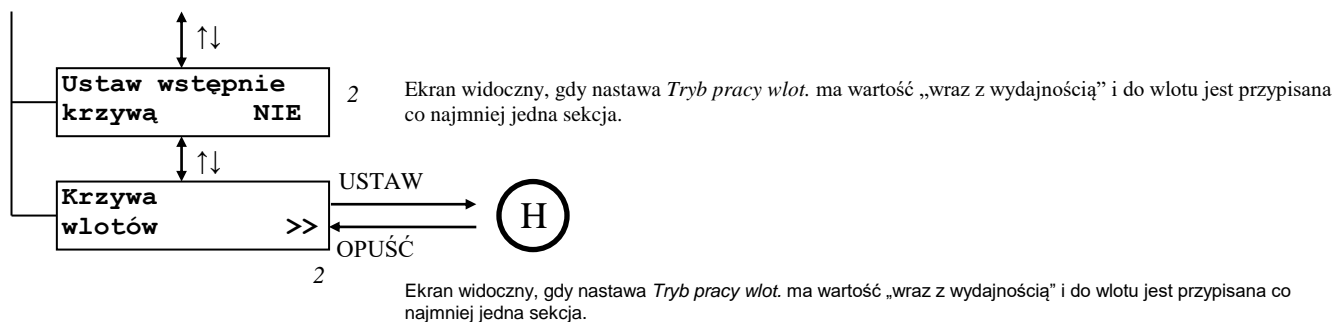 ↑↓
Ustaw wstępnie
krzywą NIE
2
Ekran widoczny, gdy nastawa Tryb pracy wlot. ma wartość „wraz z wydajnością” i do wlotu jest przypisana
co najmniej jedna sekcja.
↑↓
Krzywa
wlotów >>
USTAW
OPUŚĆ
H
2
Ekran widoczny, gdy nastawa Tryb pracy wlot. ma wartość „wraz z wydajnością” i do wlotu jest przypisana co
najmniej jedna sekcja.